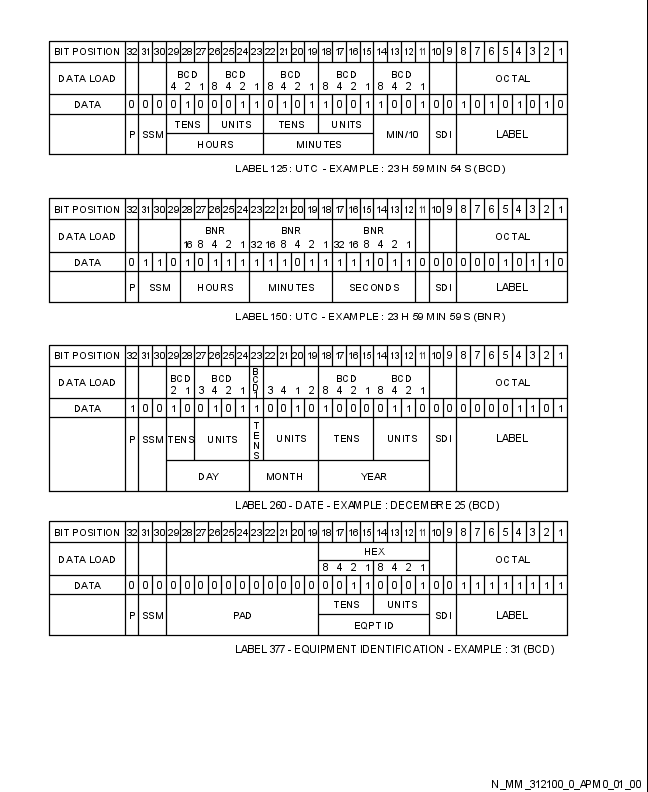 BIT POSITION 32 31 30 29 28 27 26 25 24 23 22 21 20 19 18 17 16 15 14 13 12 11 10 9 8 7 6 5 4 3 2 1
DATA LOAD BCD BCD BCD BCD BCD OCTAL
4 2 1 8 4 2 1 8 4 2 1 8 4 2 1 8 4 2 1
DATA 0 0 0 0 1 0 0 0 1 1 0 1 0 1 1 0 0 1 1 0 0 1 0 0 1 0 1 0 1 0 1 0
P SSM TENS UNITS TENS UNITS MIN/10 SDI LABEL
HOURS MINUTES
LABEL 125 : UTC - EXAMPLE : 23 H 59 MIN 54 S (BCD)
BIT POSITION 32 31 30 29 28 27 26 25 24 23 22 21 20 19 18 17 16 15 14 13 12 11 10 9 8 7 6 5 4 3 2 1
DATA LOAD BNR BNR BNR OCTAL
16 8 4 2 1 32 16 8 4 2 1 32 16 8 4 2 1
DATA 0 1 1 0 1 0 1 1 1 1 1 1 0 1 1 1 1 1 0 1 1 0 0 0 0 0 0 1 0 1 1 0
P SSM HOURS MINUTES SECONDS SDI LABEL
LABEL 150 : UTC - EXAMPLE : 23 H 59 MIN 59 S (BNR)
BIT POSITION 32 31 30 29 28 27 26 25 24 23 22 21 20 19 18 17 16 15 14 13 12 11 10 9 8 7 6 5 4 3 2 1
DATA LOAD BCD BCD BCD1 BCD BCD OCTAL
2 1 3 4 2 1 3 4 1 2 8 4 2 1 8 4 2 1
DATA 1 0 0 1 0 0 1 0 1 1 0 0 1 0 1 0 0 0 0 1 1 0 0 0 0 0 0 0 1 1 0 1
P SSM TENS UNITS TENS UNITS TENS UNITS SDI LABEL
DAY MONTH YEAR
LABEL 260 - DATE - EXAMPLE : DECEMBRE 25 (BCD)
BIT POSITION 32 31 30 29 28 27 26 25 24 23 22 21 20 19 18 17 16 15 14 13 12 11 10 9 8 7 6 5 4 3 2 1
DATA LOAD HEX OCTAL
8 4 2 1 8 4 2 1
DATA 0 0 0 0 0 0 0 0 0 0 0 0 0 0 0 0 1 1 0 0 0 1 0 0 1 1 1 1 1 1 1 1
P SSM PAD TENS UNITS SDI LABEL
EQPT ID
LABEL 377 - EQUIPMENT IDENTIFICATION - EXAMPLE : 31 (BCD)
N_MM_312100_0_APM0_01_00